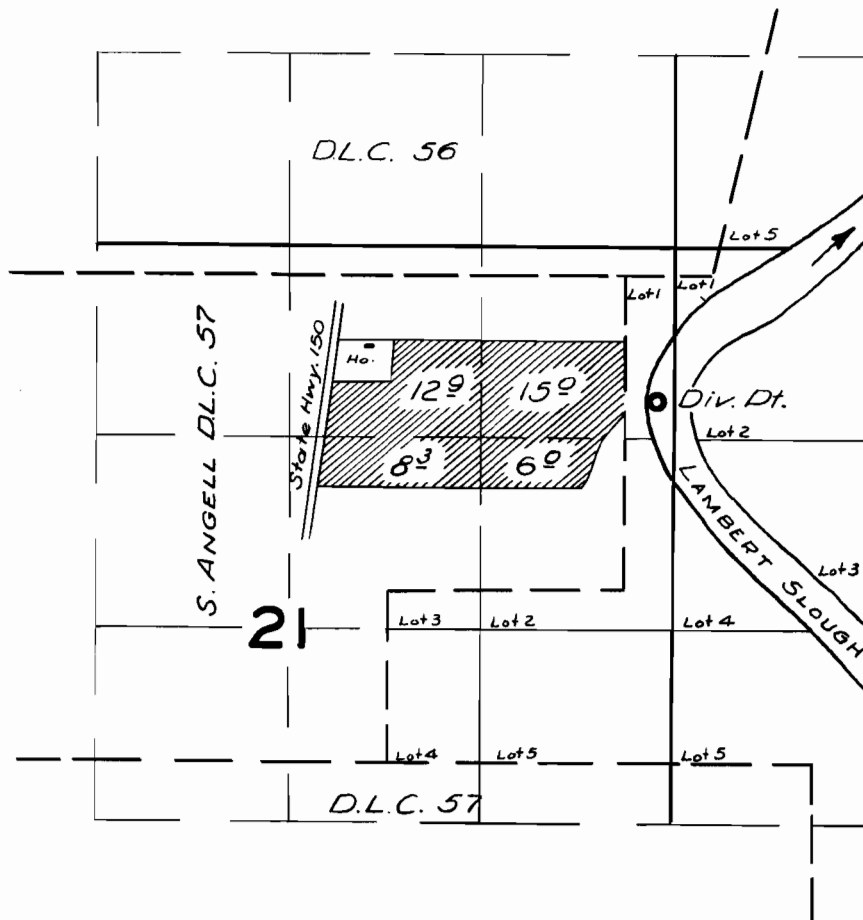 D.L.C. 56
Lot 5
Lot 1
Lot 1
State Hwy. 150
Ho.
12.9
15.0
Div. Dt.
8.3
6.0
Lot 2
S. ANGELL D.L.C. 57
LAMBERT SLOUGH
Lot 3
21
Lot 3
Lot 2
Lot 4
Lot 4
Lot 5
Lot 5
D.L.C. 57